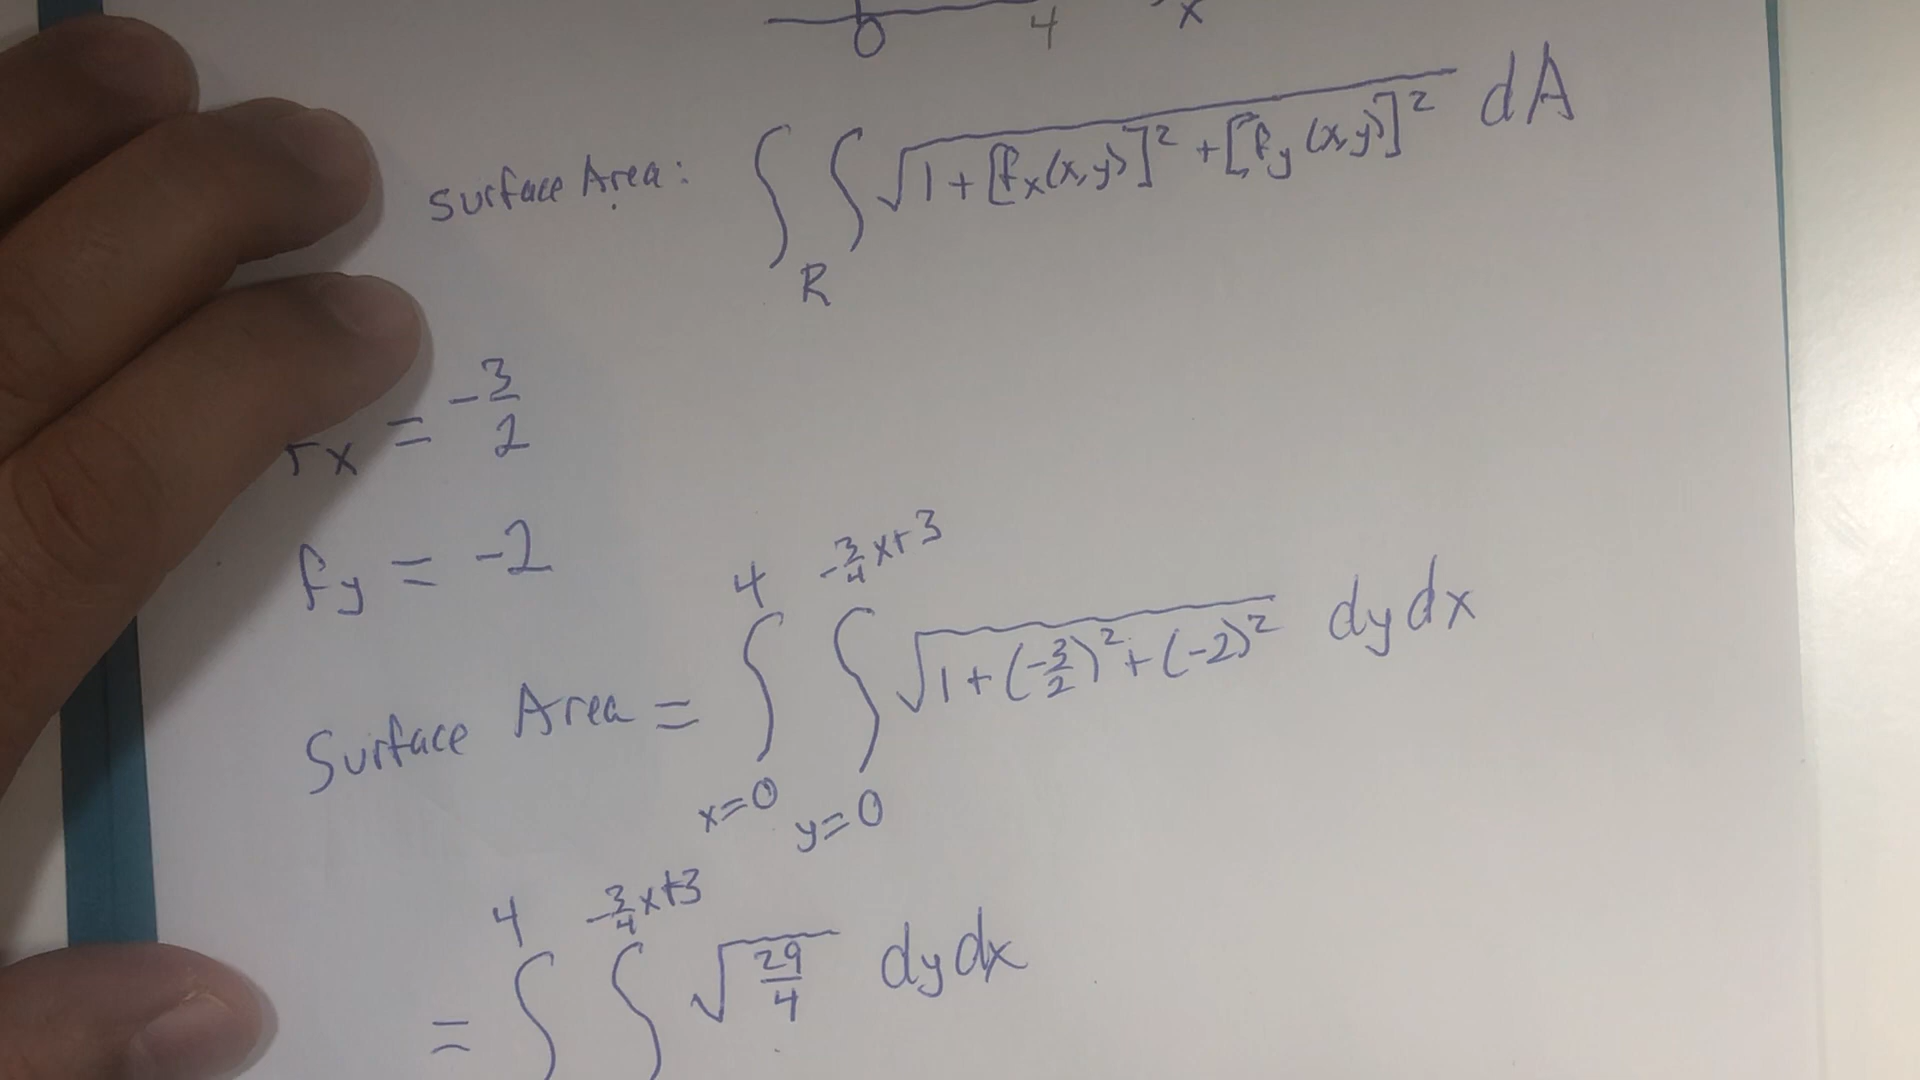 0 4 x
Surface Area: ∫∫_R √(1+[f_x(x,y)]²+[f_y(x,y)]²) dA
f_x = -3/2
f_y = -2
Surface Area = ∫_{x=0}^{4} ∫_{y=0}^{-3/4x+3} √(1+(-3/2)²+(-2)²) dy dx
= ∫^{4} ∫^{-3/4x+3} √(29/4) dy dx